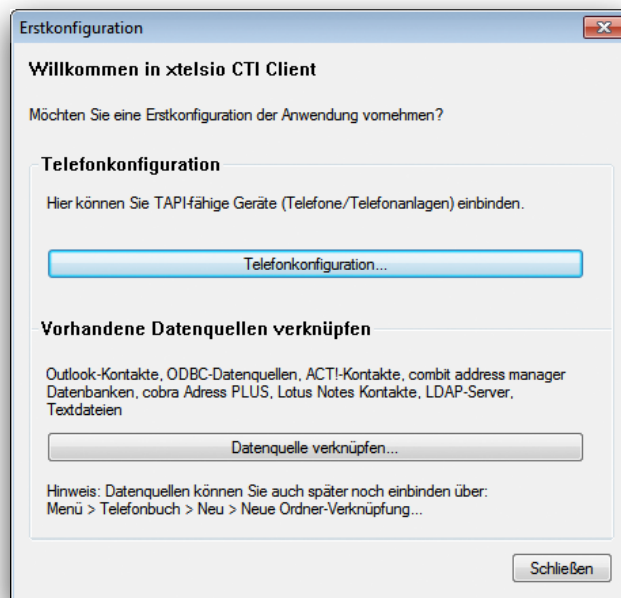 Erstkonfiguration
Willkommen in xtelsio CTI Client
Möchten Sie eine Erstkonfiguration der Anwendung vornehmen?
Telefonkonfiguration
Hier können Sie TAPI-fähige Geräte (Telefone/Telefonanlagen) einbinden.
Telefonkonfiguration...
Vorhandene Datenquellen verknüpfen
Outlook-Kontakte, ODBC-Datenquellen, ACT!-Kontakte, combit address manager
Datenbanken, cobra Adress PLUS, Lotus Notes Kontakte, LDAP-Server,
Textdateien
Datenquelle verknüpfen...
Hinweis: Datenquellen können Sie auch später noch einbinden über:
Menü > Telefonbuch > Neu > Neue Ordner-Verknüpfung...
Schließen